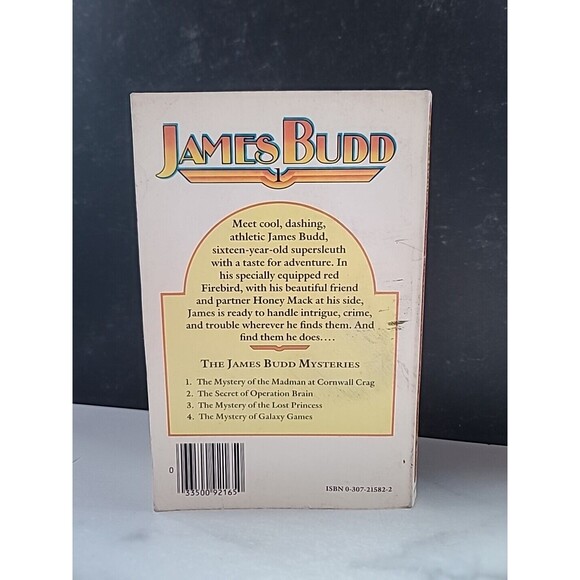 JAMES BUDD
1
Meet cool, dashing,
athletic James Budd,
sixteen-year-old supersleuth
with a taste for adventure. In
his specially equipped red
Firebird, with his beautiful friend
and partner Honey Mack at his side,
James is ready to handle intrigue, crime,
and trouble wherever he finds them. And
find them he does....
THE JAMES BUDD MYSTERIES
1. The Mystery of the Madman at Cornwall Crag
2. The Secret of Operation Brain
3. The Mystery of the Lost Princess
4. The Mystery of Galaxy Games
0
33500 92165
ISBN 0-307-21582-2